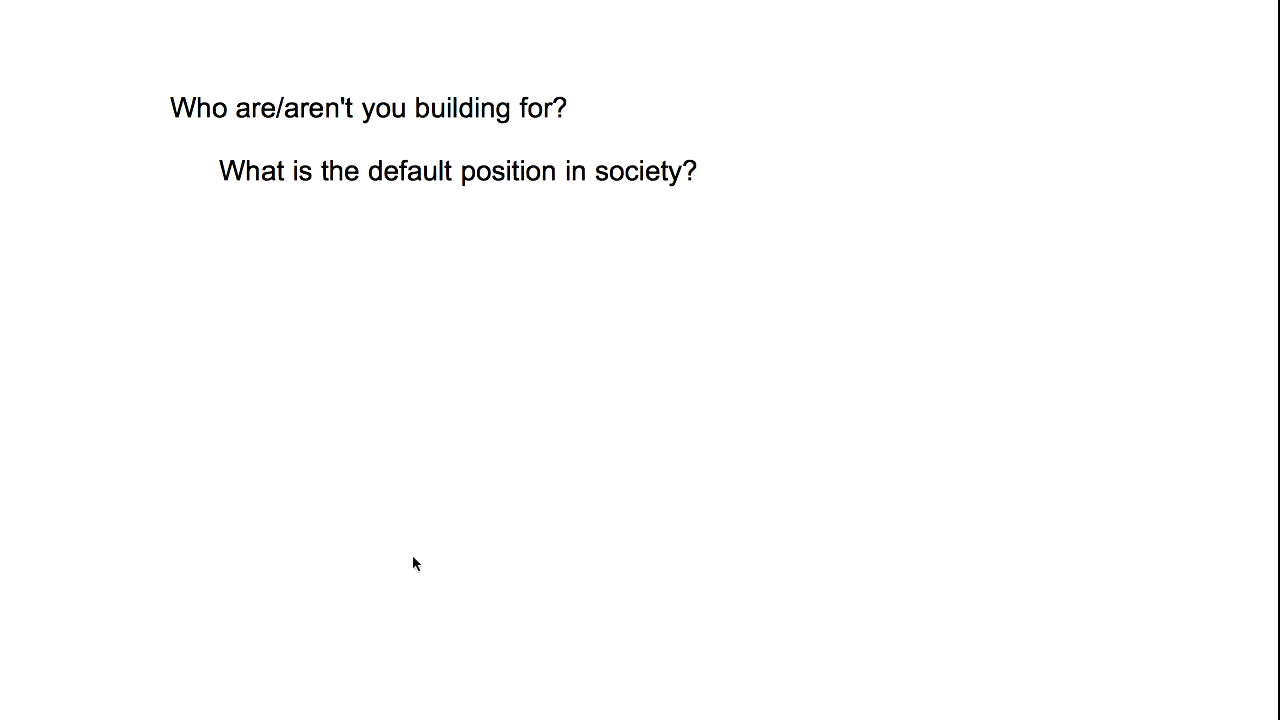 Who are/aren't you building for?
What is the default position in society?